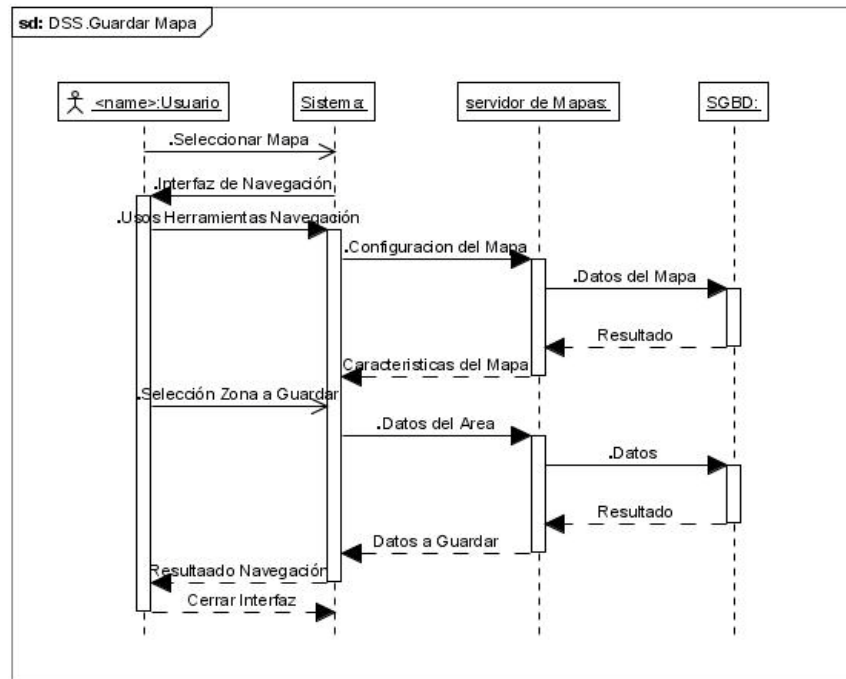 sd: DSS.Guardar Mapa
<name>:Usuario
Sistema:
servidor de Mapas:
SGBD:
.Seleccionar Mapa
.Interfaz de Navegación
.Usos Herramientas Navegación
.Configuracion del Mapa
.Datos del Mapa
Resultado
Caracteristicas del Mapa
.Selección Zona a Guardar
.Datos del Area
.Datos
Resultado
Datos a Guardar
Resultaado Navegación
Cerrar Interfaz